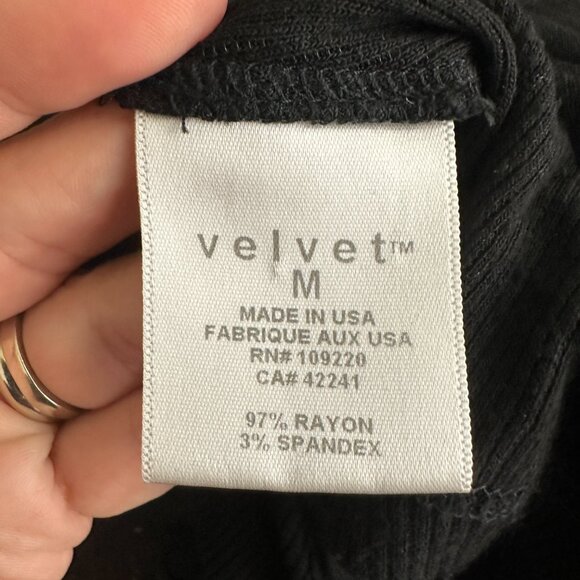 velvet™
M
MADE IN USA
FABRIQUE AUX USA
RN# 109220
CA# 42241
97% RAYON
3% SPANDEX